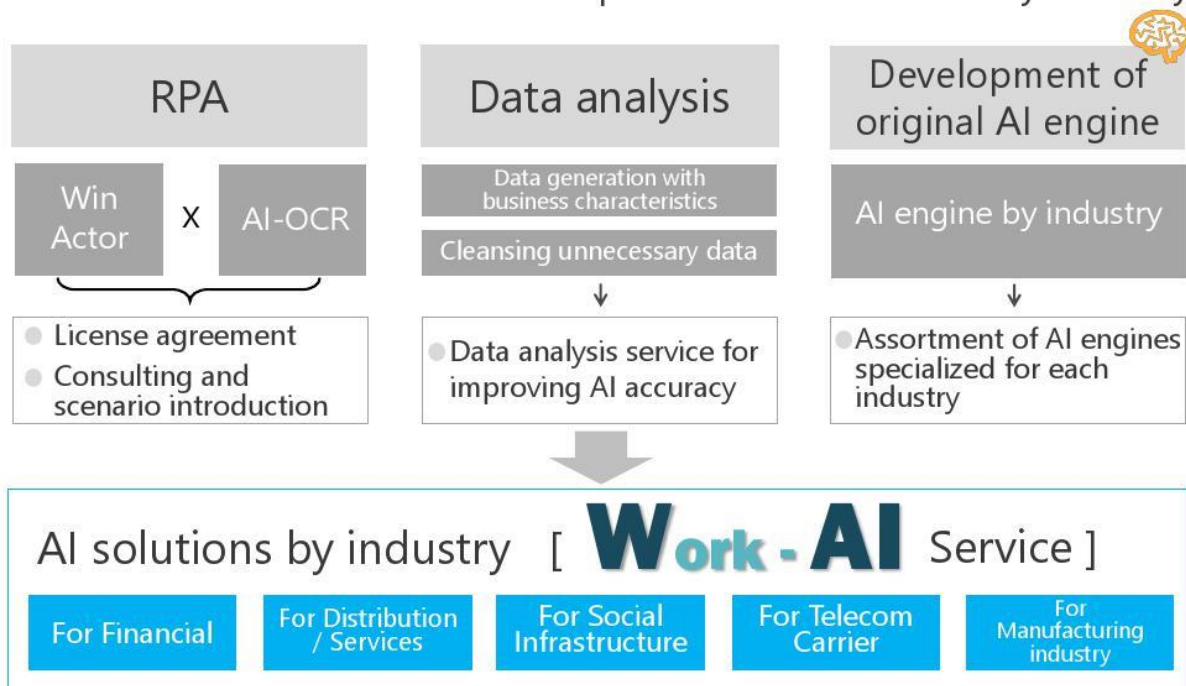 RPA
Data analysis
Development of
original AI engine
Win
Actor
X
AI-OCR
Data generation with
business characteristics
Cleansing unnecessary data
AI engine by industry
License agreement
Consulting and
scenario introduction
Data analysis service for
improving AI accuracy
Assortment of AI engines
specialized for each
industry
AI solutions by industry [ Work - AI Service ]
For Financial
For Distribution
/ Services
For Social
Infrastructure
For Telecom
Carrier
For
Manufacturing
industry